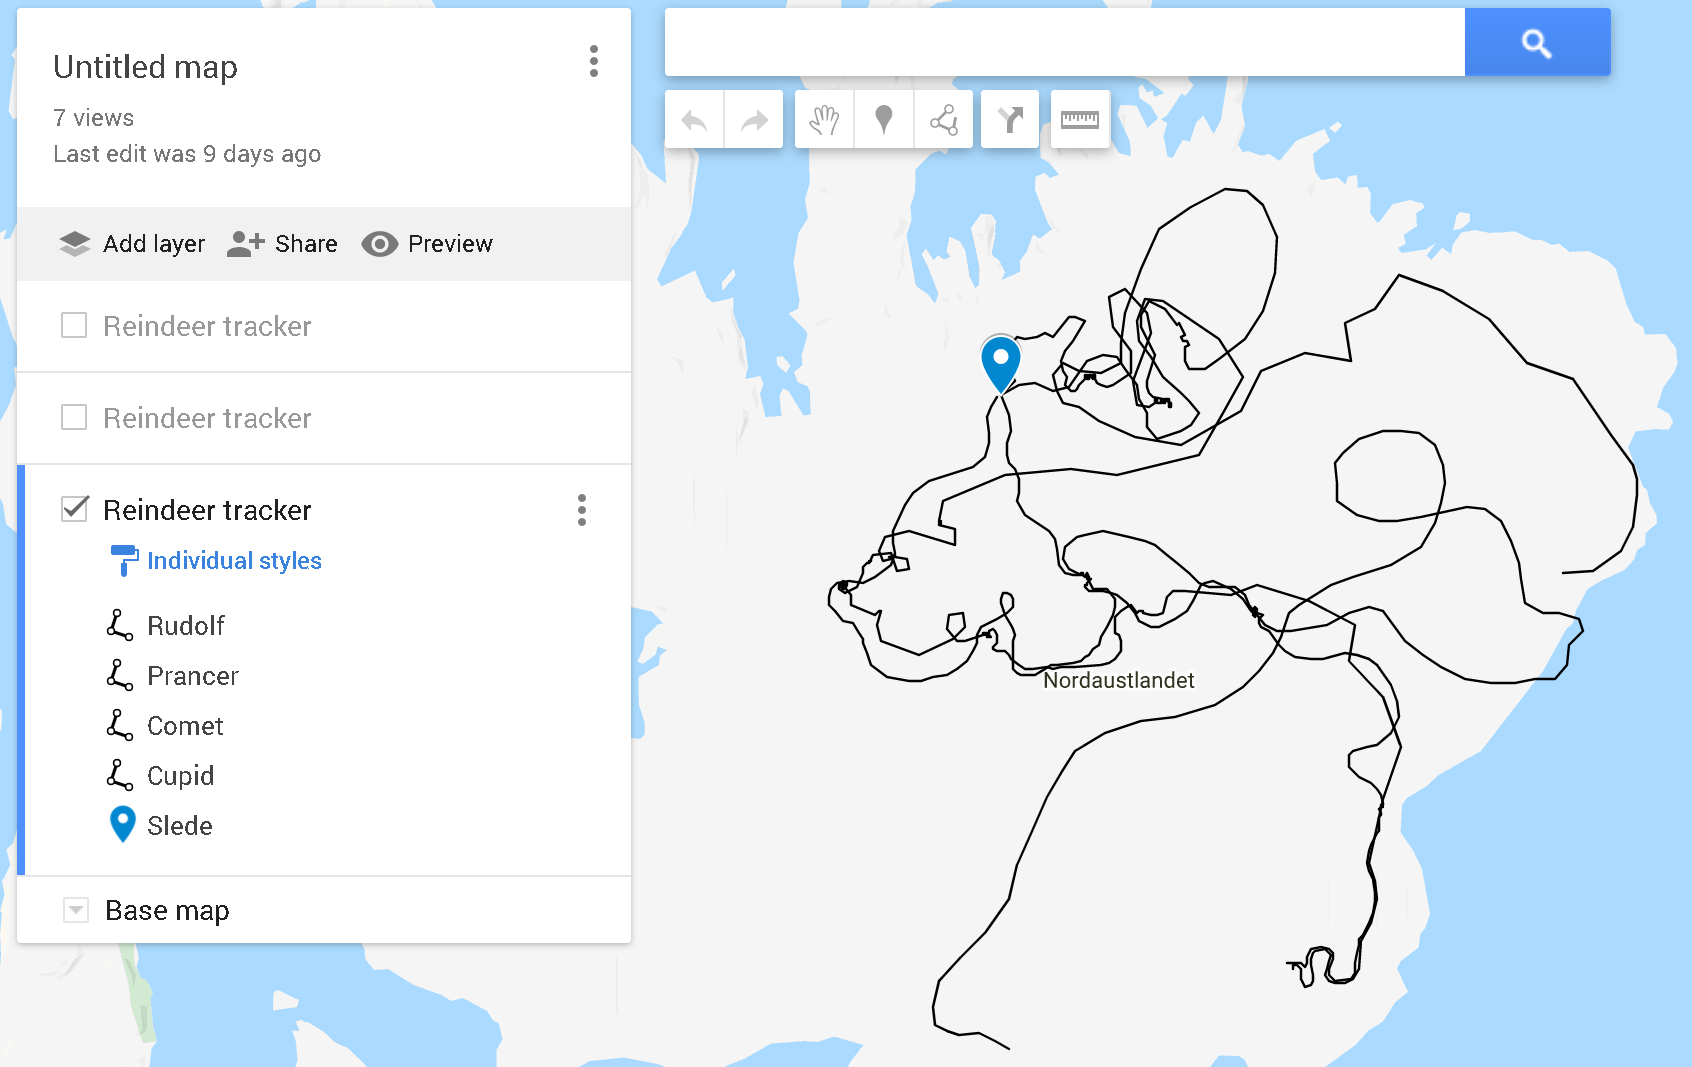 Untitled map
7 views
Last edit was 9 days ago
Add layer Share Preview
Reindeer tracker
Reindeer tracker
Reindeer tracker
Individual styles
Rudolf
Prancer
Comet
Cupid
Slede
Base map
Nordaustlandet